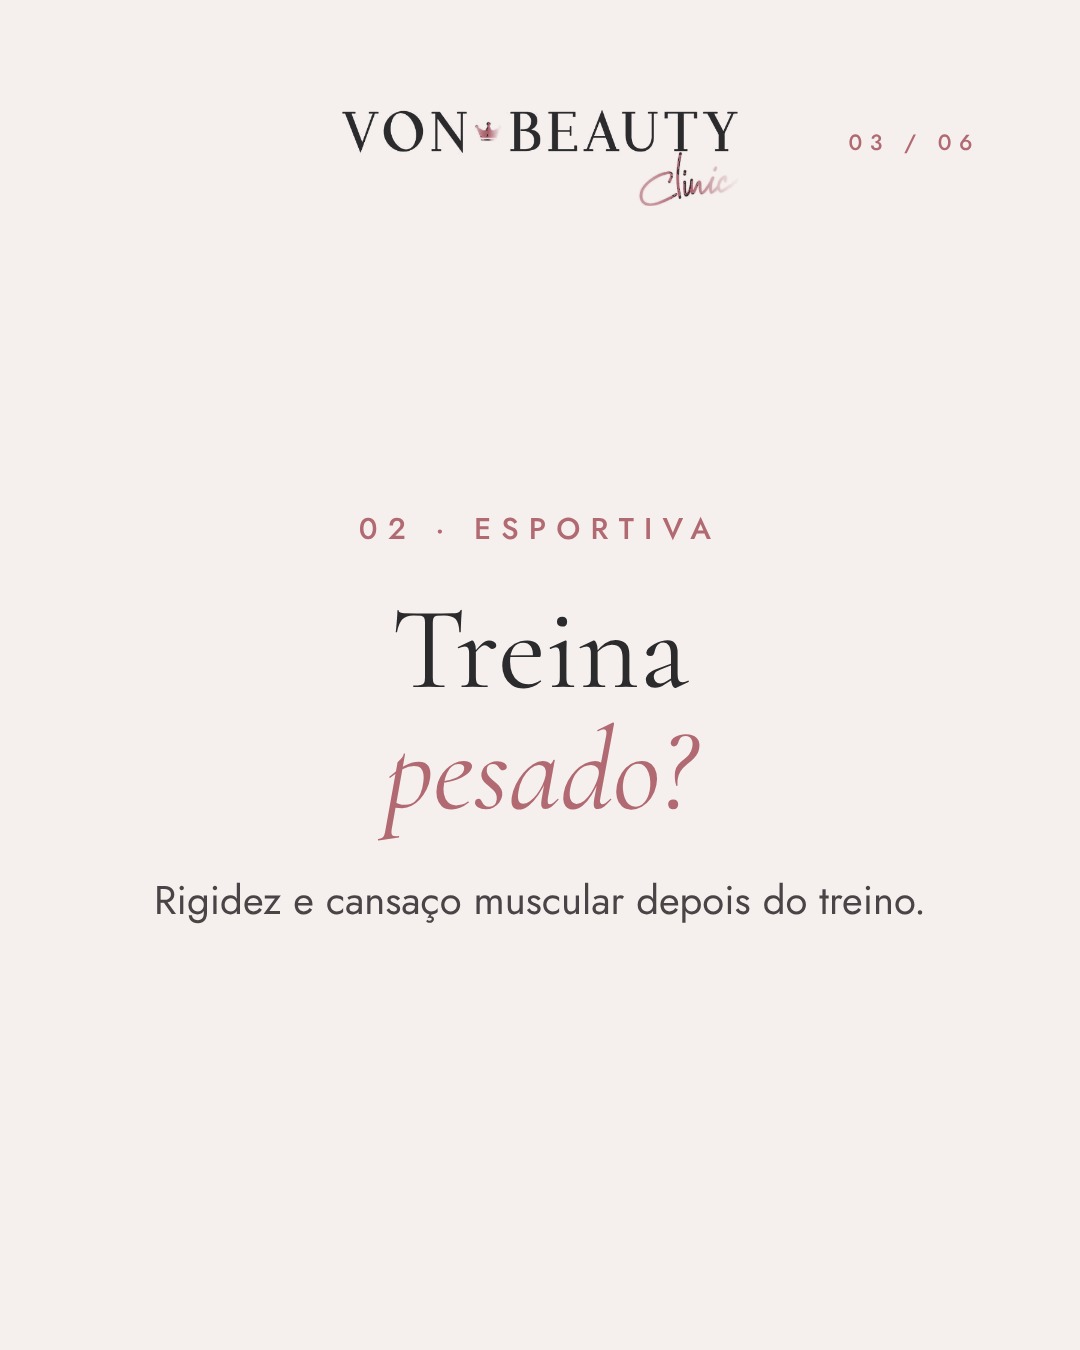 VON BEAUTY
Clinic
03 / 06
02 · ESPORTIVA
Treina
pesado?
Rigidez e cansaço muscular depois do treino.